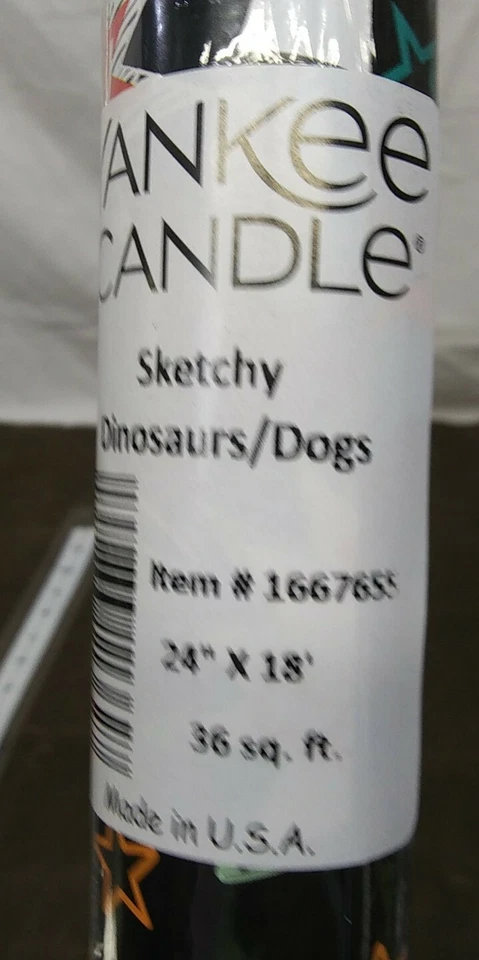 YANKEE
CANDLE®
Sketchy
Dinosaurs/Dogs
Item # 1667655
24" X 18'
36 sq. ft.
Made in U.S.A.